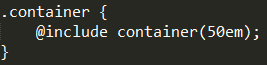 .container {
    @include container(50em);
}